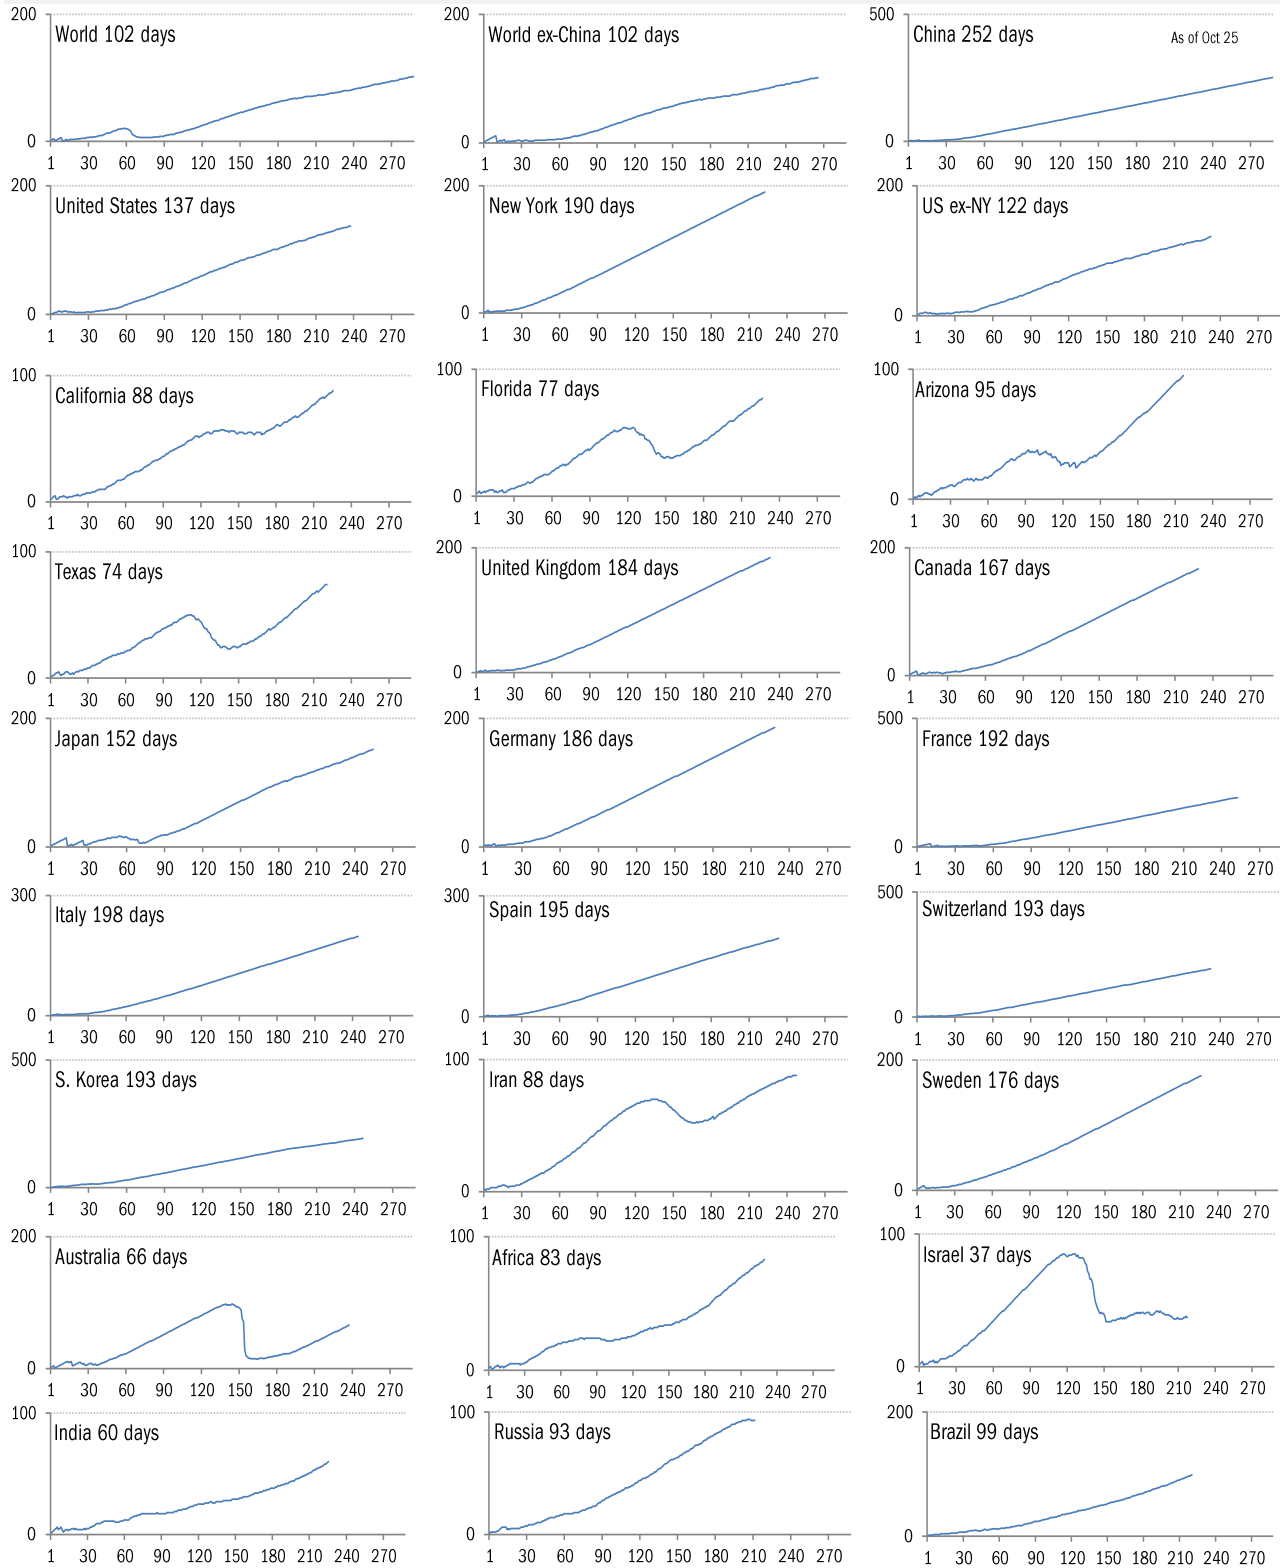 200
World 102 days
0
1 30 60 90 120 150 180 210 240 270
200
World ex-China 102 days
0
1 30 60 90 120 150 180 210 240 270
500
China 252 days
As of Oct 25
0
1 30 60 90 120 150 180 210 240 270
200
United States 137 days
0
1 30 60 90 120 150 180 210 240 270
200
New York 190 days
0
1 30 60 90 120 150 180 210 240 270
200
US ex-NY 122 days
0
1 30 60 90 120 150 180 210 240 270
100
California 88 days
0
1 30 60 90 120 150 180 210 240 270
100
Florida 77 days
0
1 30 60 90 120 150 180 210 240 270
100
Arizona 95 days
0
1 30 60 90 120 150 180 210 240 270
100
Texas 74 days
0
1 30 60 90 120 150 180 210 240 270
200
United Kingdom 184 days
0
1 30 60 90 120 150 180 210 240 270
200
Canada 167 days
0
1 30 60 90 120 150 180 210 240 270
200
Japan 152 days
0
1 30 60 90 120 150 180 210 240 270
200
Germany 186 days
0
1 30 60 90 120 150 180 210 240 270
500
France 192 days
0
1 30 60 90 120 150 180 210 240 270
300
Italy 198 days
0
1 30 60 90 120 150 180 210 240 270
300
Spain 195 days
0
1 30 60 90 120 150 180 210 240 270
500
Switzerland 193 days
0
1 30 60 90 120 150 180 210 240 270
500
S. Korea 193 days
0
1 30 60 90 120 150 180 210 240 270
100
Iran 88 days
0
1 30 60 90 120 150 180 210 240 270
200
Sweden 176 days
0
1 30 60 90 120 150 180 210 240 270
200
Australia 66 days
0
1 30 60 90 120 150 180 210 240 270
100
Africa 83 days
0
1 30 60 90 120 150 180 210 240 270
100
Israel 37 days
0
1 30 60 90 120 150 180 210 240 270
100
India 60 days
0
1 30 60 90 120 150 180 210 240 270
100
Russia 93 days
0
1 30 60 90 120 150 180 210 240 270
200
Brazil 99 days
0
1 30 60 90 120 150 180 210 240 270